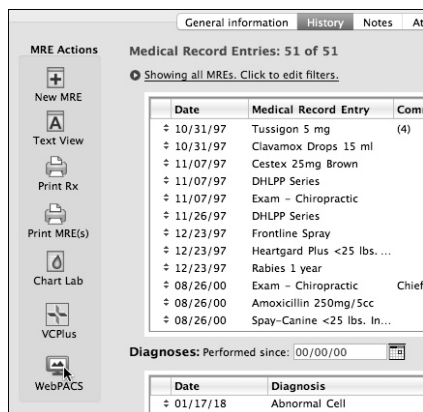 General information History Notes At
MRE Actions
New MRE
Text View
Print Rx
Print MRE(s)
Chart Lab
VCPlus
WebPACS
Medical Record Entries: 51 of 51
Showing all MREs. Click to edit filters.
Date Medical Record Entry Com
10/31/97 Tussigon 5 mg (4)
10/31/97 Clavamox Drops 15 ml
11/07/97 Cestex 25mg Brown
11/07/97 DHLPP Series
11/07/97 Exam – Chiropractic
11/26/97 DHLPP Series
12/23/97 Frontline Spray
12/23/97 Heartgard Plus <25 lbs. ...
12/23/97 Rabies 1 year
08/26/00 Exam – Chiropractic Chief
08/26/00 Amoxicillin 250mg/5cc
08/26/00 Spay-Canine <25 lbs. In...
Diagnoses: Performed since: 00/00/00
Date Diagnosis
01/17/18 Abnormal Cell